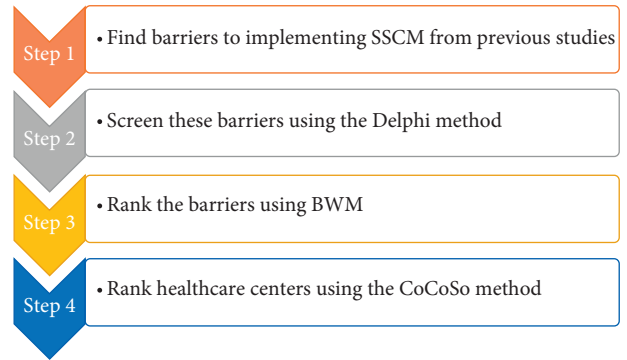 Step 1
• Find barriers to implementing SSCM from previous studies
Step 2
• Screen these barriers using the Delphi method
Step 3
• Rank the barriers using BWM
Step 4
• Rank healthcare centers using the CoCoSo method